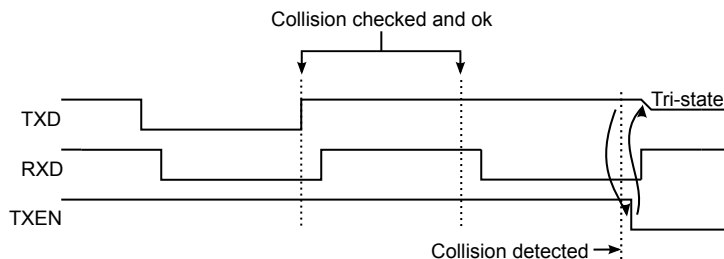 Collision checked and ok
TXD
Tri-state
RXD
TXEN
Collision detected